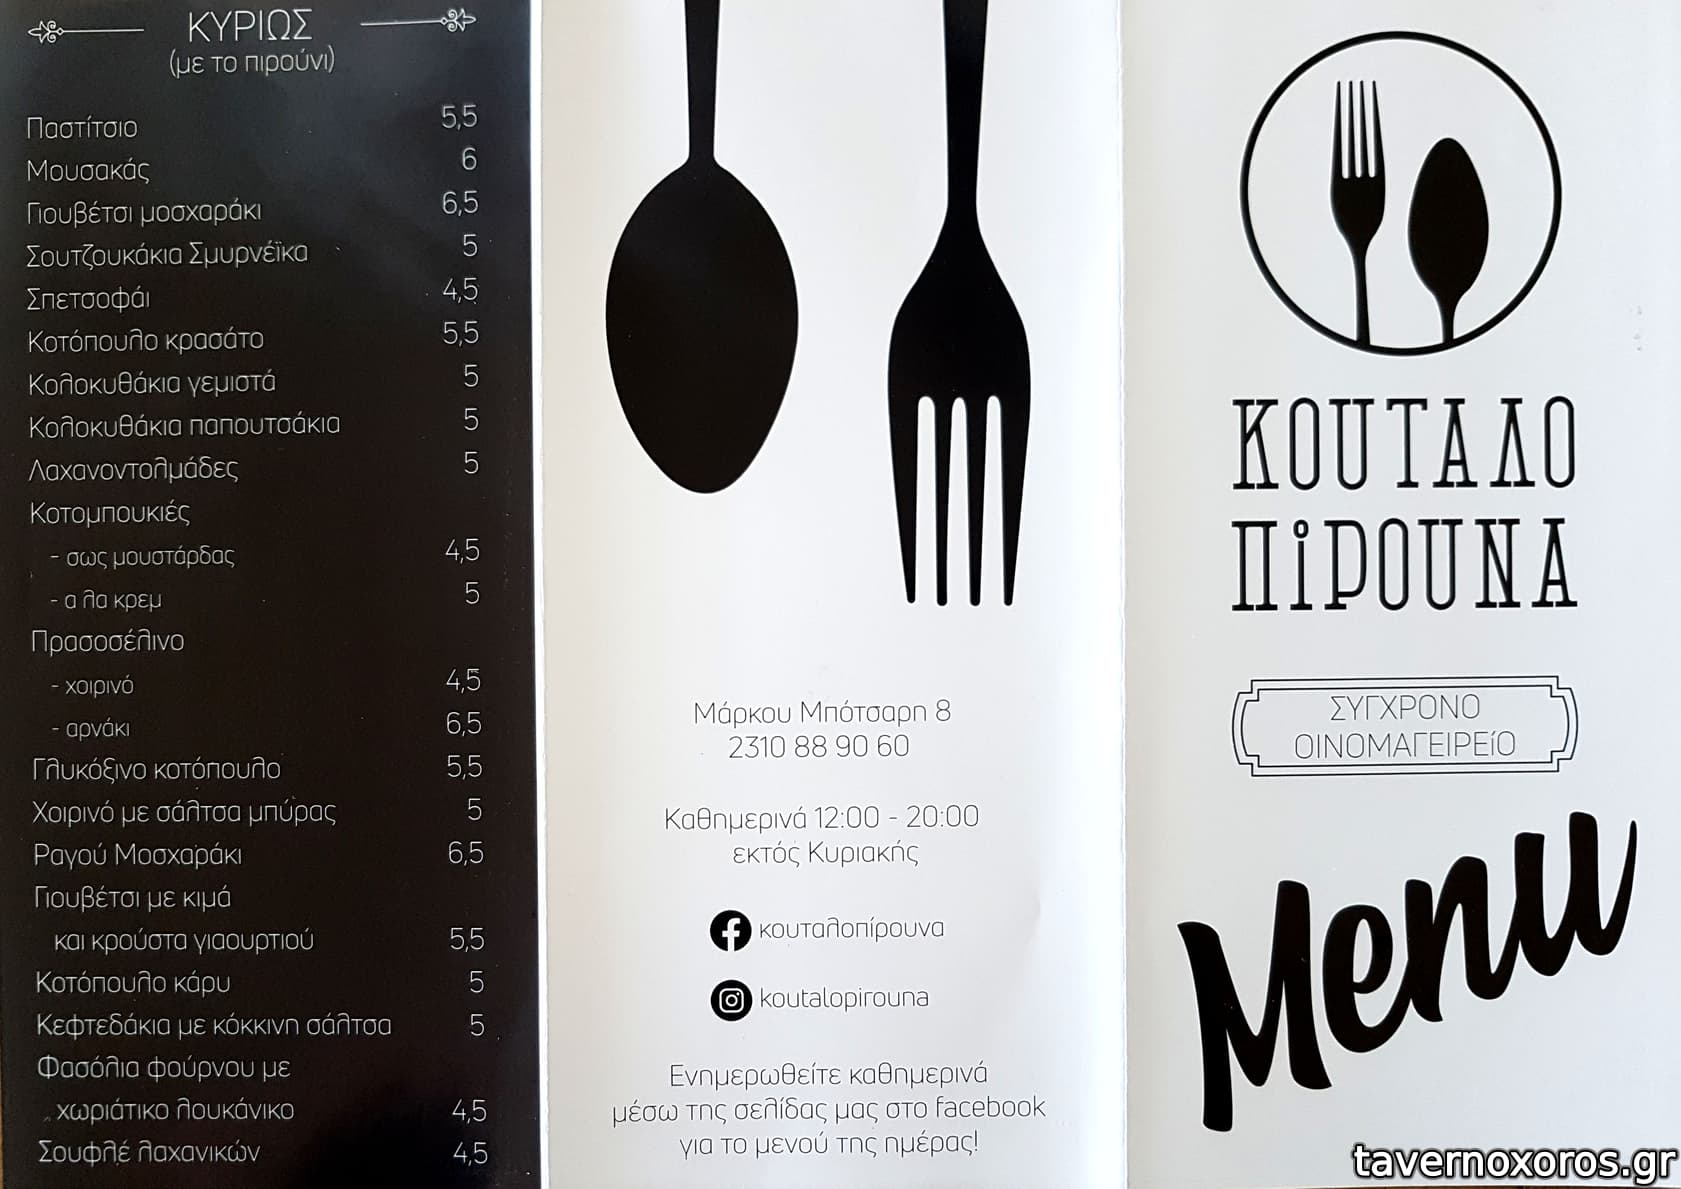 ΚΥΡΙΩΣ
(με το πιρούνι)
Παστίτσιο 5,5
Μουσακάς 6
Γιουβέτσι μοσχαράκι 6,5
Σουτζουκάκια Σμυρνέϊκα 5
Σπετσοφάι 4,5
Κοτόπουλο κρασάτο 5,5
Κολοκυθάκια γεμιστά 5
Κολοκυθάκια παπουτσάκια 5
Λαχανοντολμάδες 5
Κοτομπουκιές
- σως μουστάρδας 4,5
- α λα κρεμ 5
Πρασοσέλινο
- χοιρινό 4,5
- αρνάκι 6,5
Γλυκόξινο κοτόπουλο 5,5
Χοιρινό με σάλτσα μπύρας 5
Ραγού Μοσχαράκι 6,5
Γιουβέτσι με κιμά
και κρούστα γιαουρτιού 5,5
Κοτόπουλο κάρυ 5
Κεφτεδάκια με κόκκινη σάλτσα 5
Φασόλια φούρνου με
χωριάτικο λουκάνικο 4,5
Σουφλέ λαχανικών 4,5
Μάρκου Μπότσαρη 8
2310 88 90 60
Καθημερινά 12:00 - 20:00
εκτός Κυριακής
κουταλοπίρουνα
koutalopirouna
Ενημερωθείτε καθημερινά
μέσω της σελίδας μας στο facebook
για το μενού της ημέρας!
ΚΟΥΤΑΛΟ
ΠiΡΟΥΝΑ
ΣΥΓΧΡΟΝΟ
ΟΙΝΟΜΑΓΕΙΡΕίΟ
Menu
tavernoxoros.gr